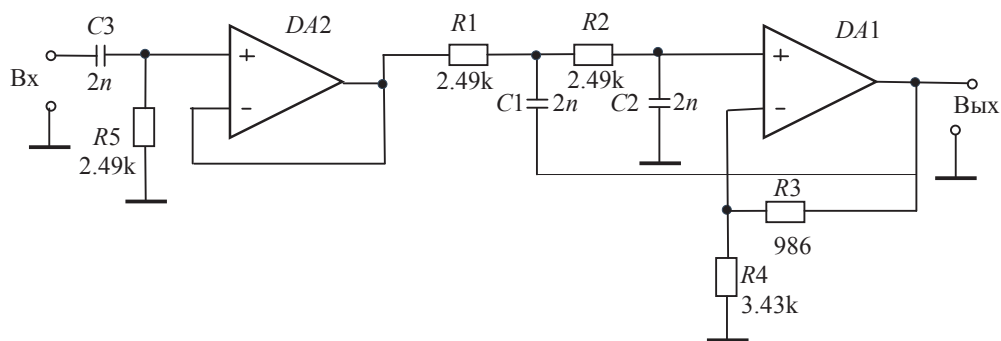 C3
2n
Вх
R5
2.49k
DA2
+
−
R1
2.49k
R2
2.49k
C1
2n
C2
2n
DA1
+
−
Вых
R3
986
R4
3.43k